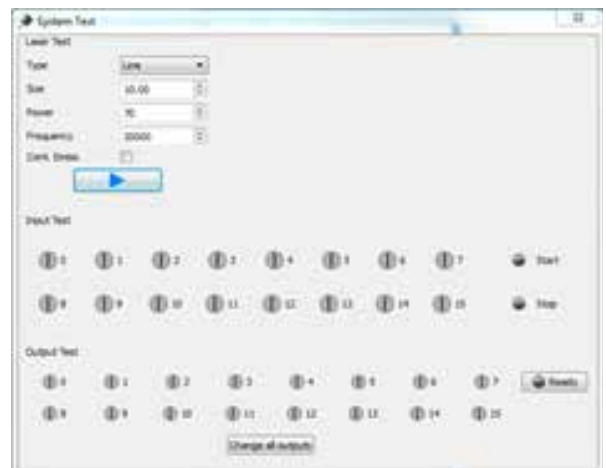 System Test
Laser Test
Type Line
Size 10.00
Power 70
Frequency 20000
Input Test
0 1 2 3 4 5 6 7 Start
8 9 10 11 12 13 14 15 Stop
Output Test
0 1 2 3 4 5 6 7 Ready
8 9 10 11 12 13 14 15
Change all outputs